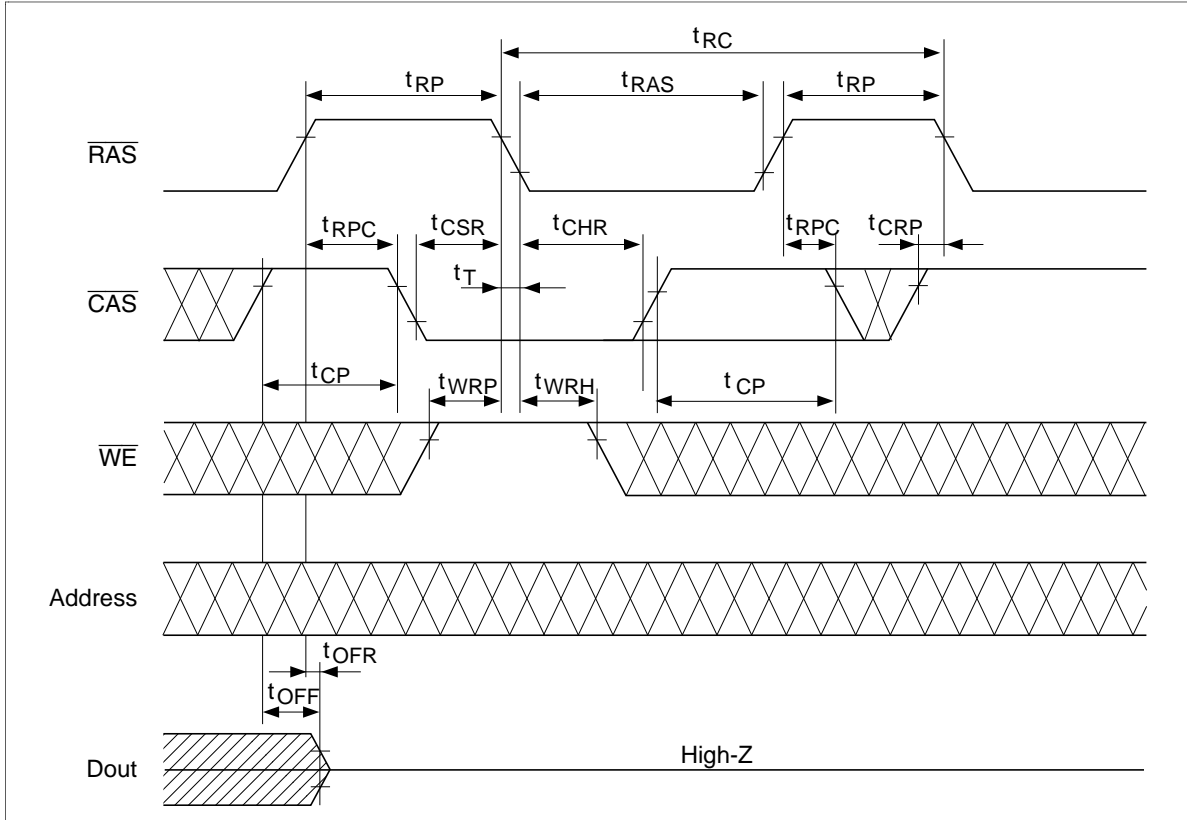 tRC
tRP
tRAS
tRP
RAS
tRPC
tCSR
tCHR
tRPC
tCRP
tT
CAS
tCP
tWRP
tWRH
tCP
WE
Address
tOFR
tOFF
High-Z
Dout